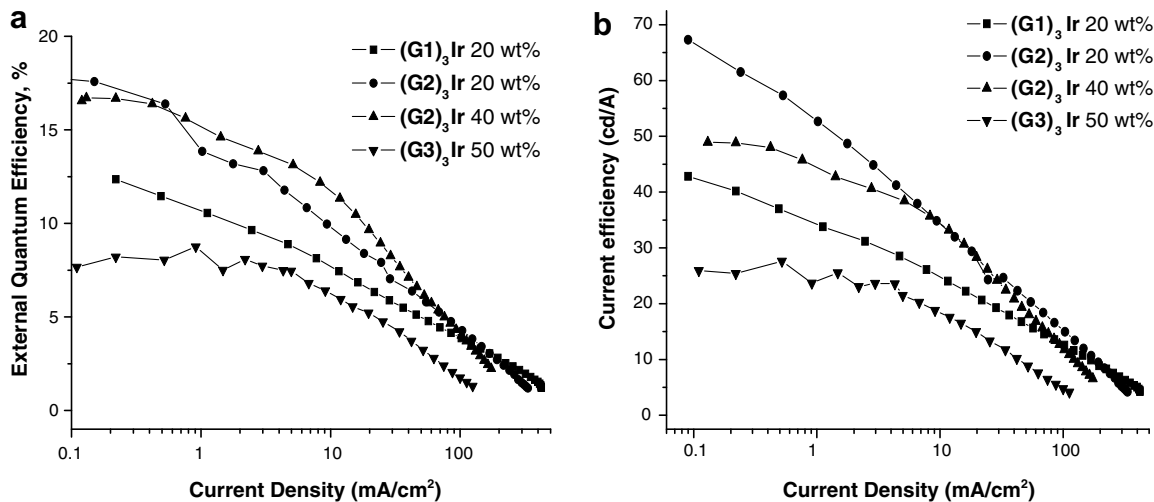 a
20
15
10
5
0
External Quantum Efficiency, %
0.1 1 10 100
Current Density (mA/cm²)
(G1)₃Ir 20 wt%
(G2)₃Ir 20 wt%
(G2)₃Ir 40 wt%
(G3)₃Ir 50 wt%
b
70
60
50
40
30
20
10
0
Current efficiency (cd/A)
0.1 1 10 100
Current Density (mA/cm²)
(G1)₃Ir 20 wt%
(G2)₃Ir 20 wt%
(G2)₃Ir 40 wt%
(G3)₃Ir 50 wt%